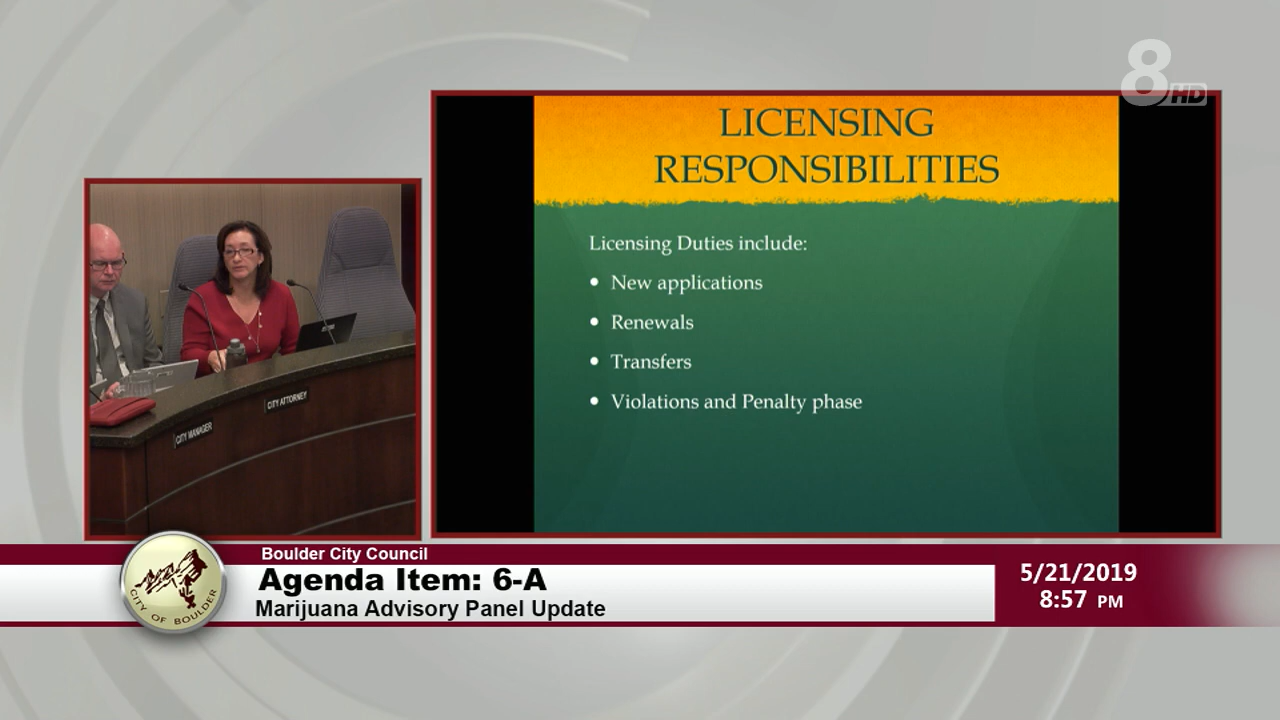 8HD
LICENSING
RESPONSIBILITIES
Licensing Duties include:
• New applications
• Renewals
• Transfers
• Violations and Penalty phase
CITY ATTORNEY
CITY MANAGER
Boulder City Council
Agenda Item: 6-A
Marijuana Advisory Panel Update
CITY OF BOULDER
5/21/2019
8:57 PM